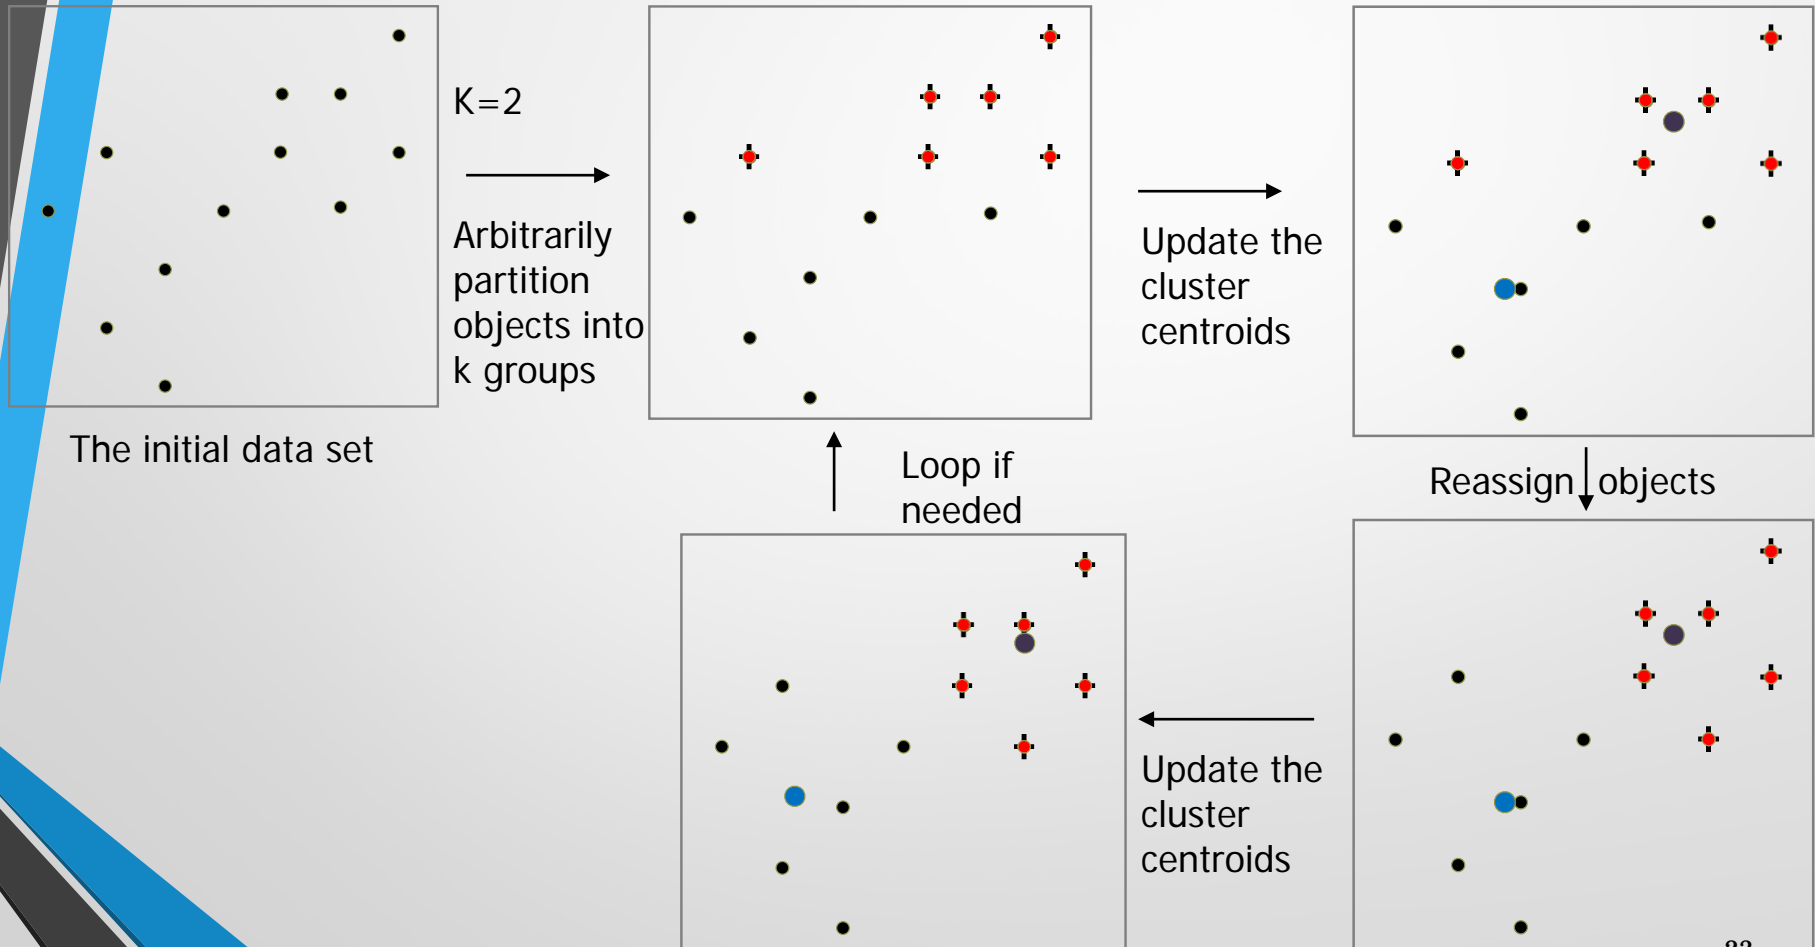 K=2
Arbitrarily
partition
objects into
k groups
The initial data set
Update the
cluster
centroids
Reassign objects
Loop if
needed
Update the
cluster
centroids